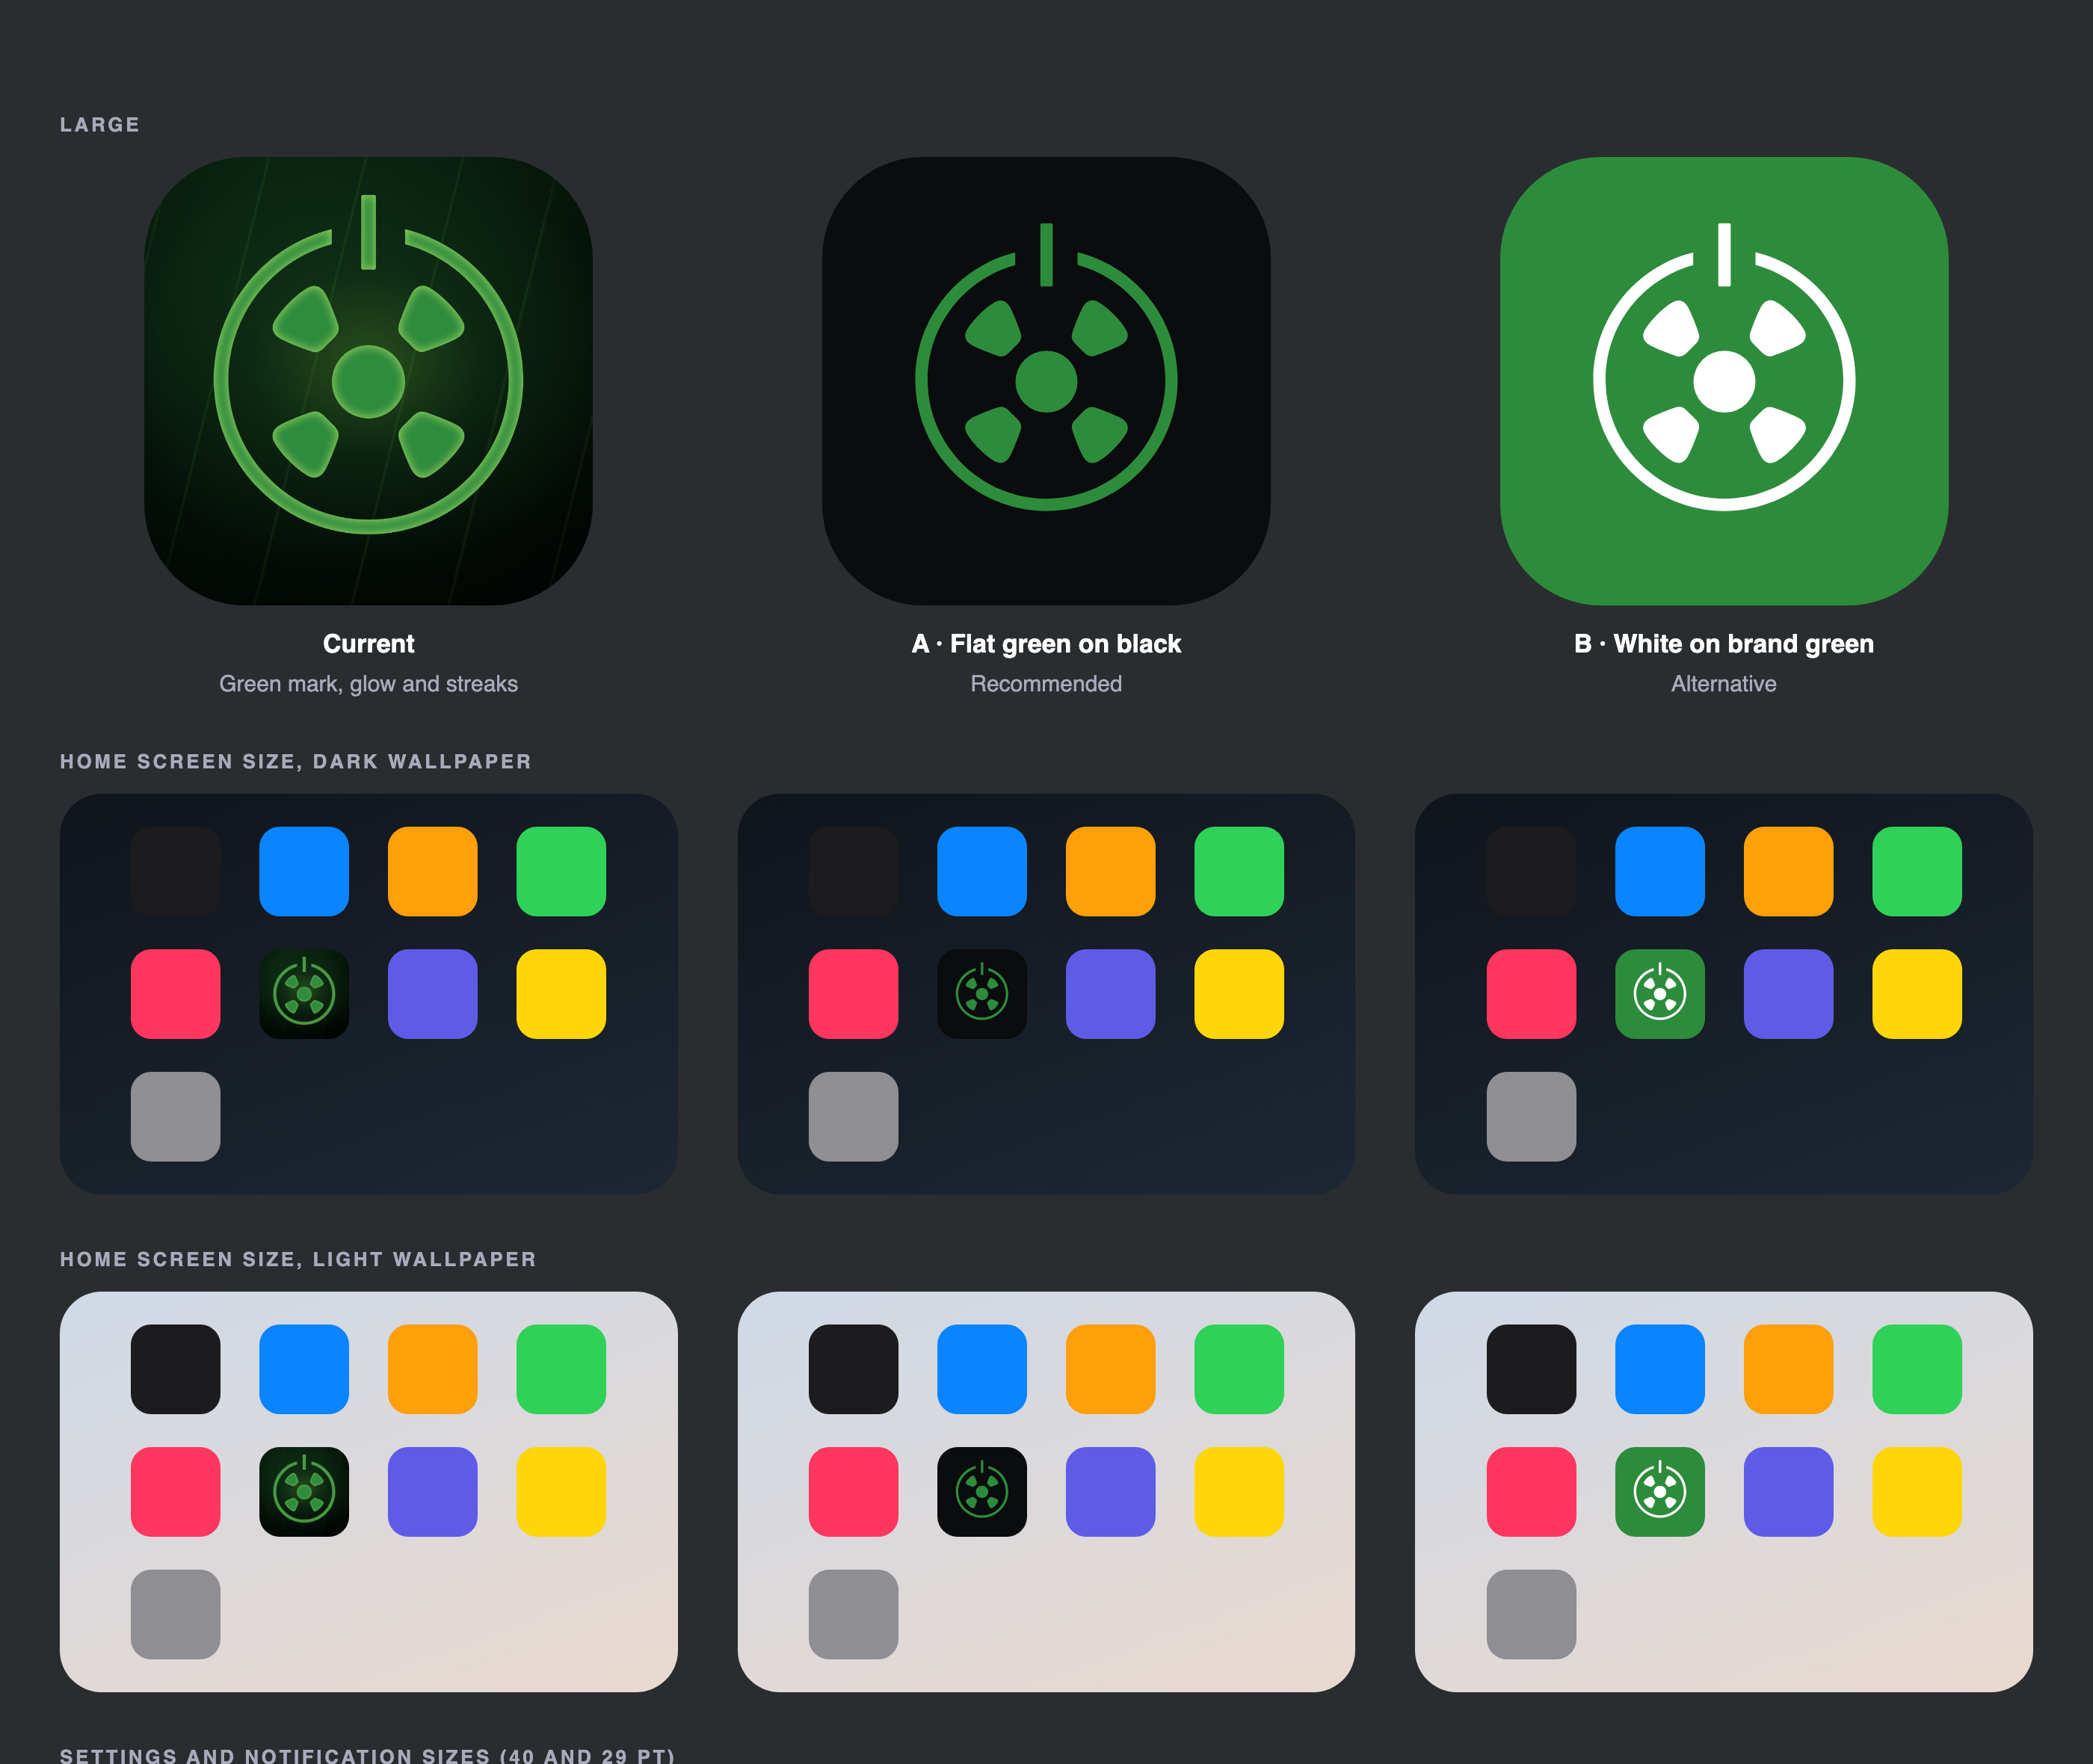 LARGE
Current
Green mark, glow and streaks
A · Flat green on black
Recommended
B · White on brand green
Alternative
HOME SCREEN SIZE, DARK WALLPAPER
HOME SCREEN SIZE, LIGHT WALLPAPER
SETTINGS AND NOTIFICATION SIZES (40 AND 29 PT)